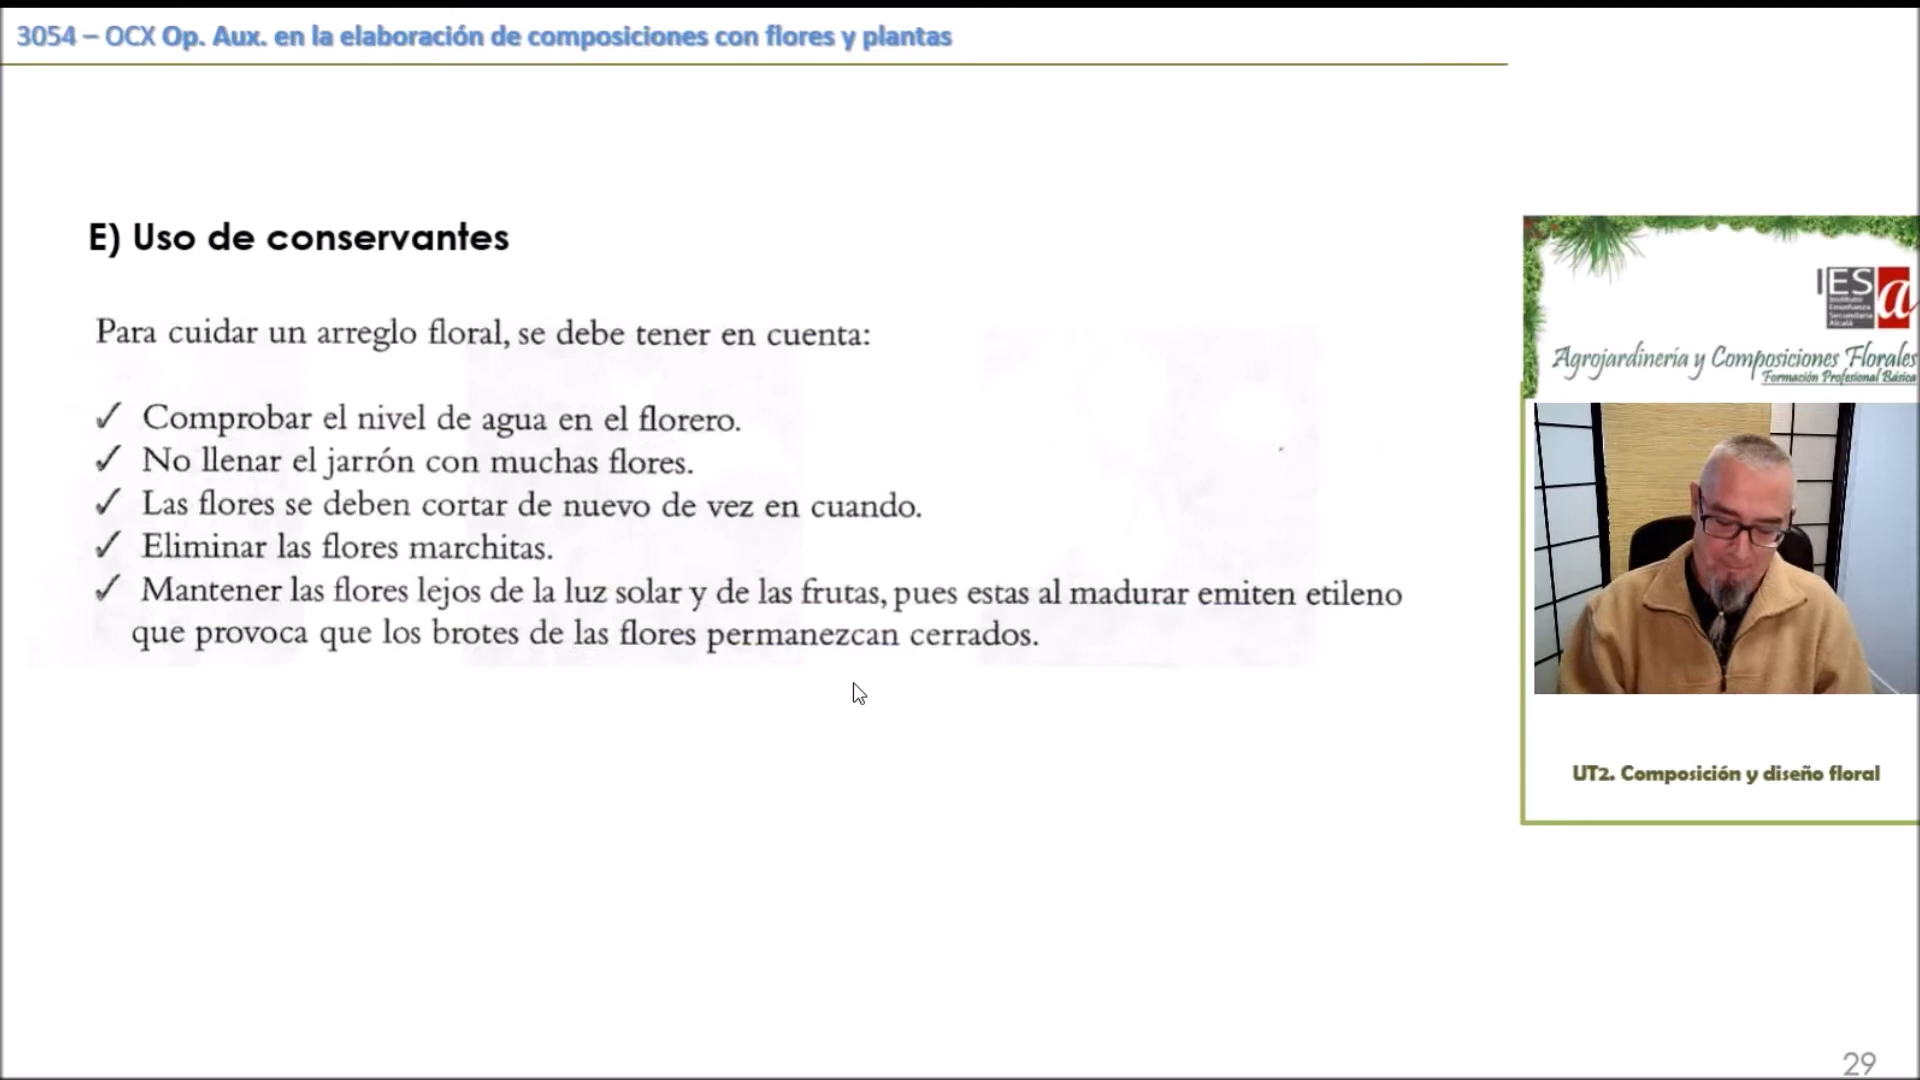 3054 – OCX Op. Aux. en la elaboración de composiciones con flores y plantas
E) Uso de conservantes
Para cuidar un arreglo floral, se debe tener en cuenta:
✓ Comprobar el nivel de agua en el florero.
✓ No llenar el jarrón con muchas flores.
✓ Las flores se deben cortar de nuevo de vez en cuando.
✓ Eliminar las flores marchitas.
✓ Mantener las flores lejos de la luz solar y de las frutas, pues estas al madurar emiten etileno
que provoca que los brotes de las flores permanezcan cerrados.
IES a
Instituto
Enseñanza
Secundaria
Alcalá
Agrojardinería y Composiciones Florales
Formación Profesional Básica
UT2. Composición y diseño floral
29